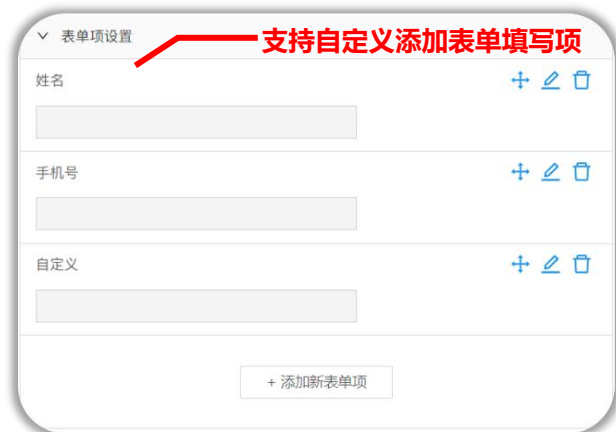 表单项设置
支持自定义添加表单填写项
姓名
手机号
自定义
+ 添加新表单项